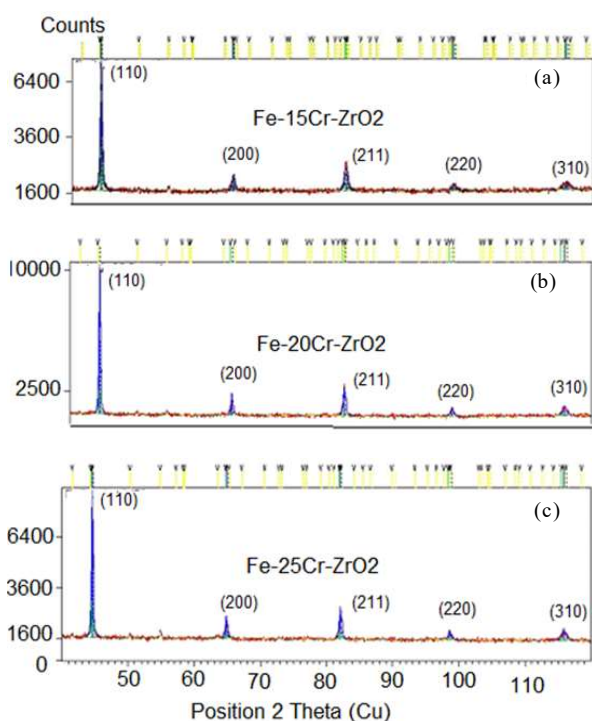 Counts
6400
3600
1600
(110)
(200)
(211)
(220)
(310)
Fe-15Cr-ZrO2
(a)
10000
2500
(110)
(200)
(211)
(220)
(310)
Fe-20Cr-ZrO2
(b)
6400
3600
1600
0
(110)
(200)
(211)
(220)
(310)
Fe-25Cr-ZrO2
(c)
50 60 70 80 90 100 110
Position 2 Theta (Cu)